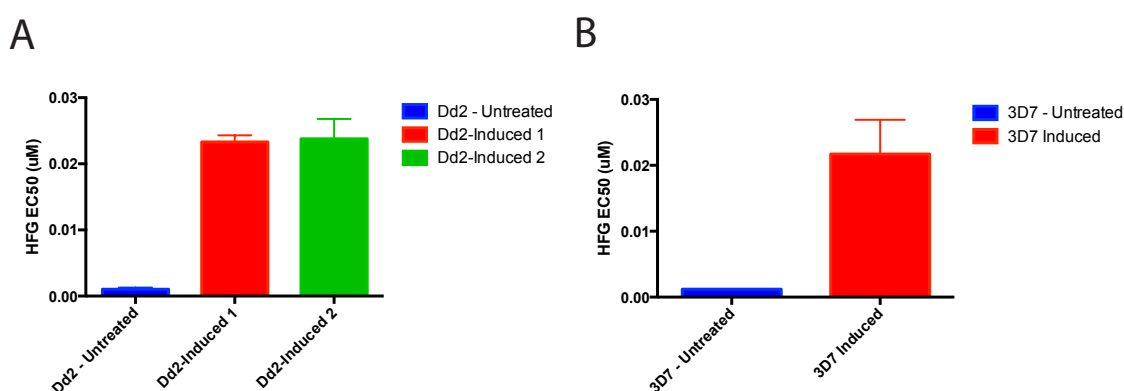 A
HFG EC50 (uM)
0.03
0.02
0.01
0.00
Dd2 - Untreated
Dd2-Induced 1
Dd2-Induced 2
Dd2 - Untreated
Dd2-Induced 1
Dd2-Induced 2
B
HFG EC50 (uM)
0.03
0.02
0.01
0.00
3D7 - Untreated
3D7 Induced
3D7 - Untreated
3D7 Induced